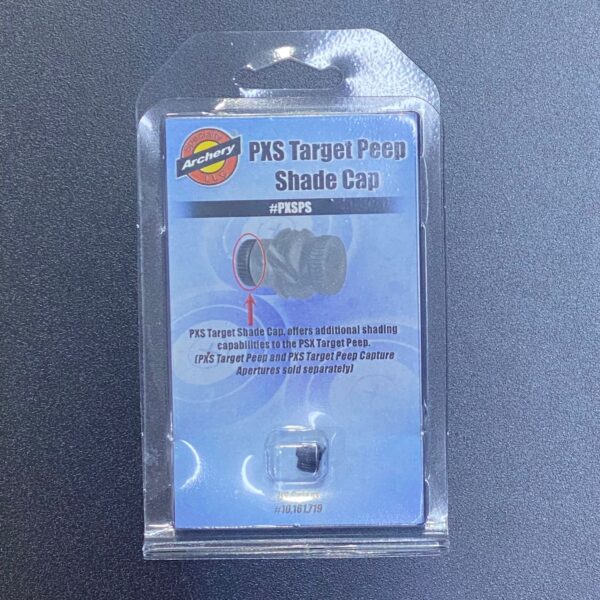 Archery
LLC
PXS Target Peep
Shade Cap
#PXSPS
PXS Target Shade Cap, offers additional shading
capabilities to the PSX Target Peep.
(PXS Target Peep and PXS Target Peep Capture
Apertures sold separately)
#10,161,719